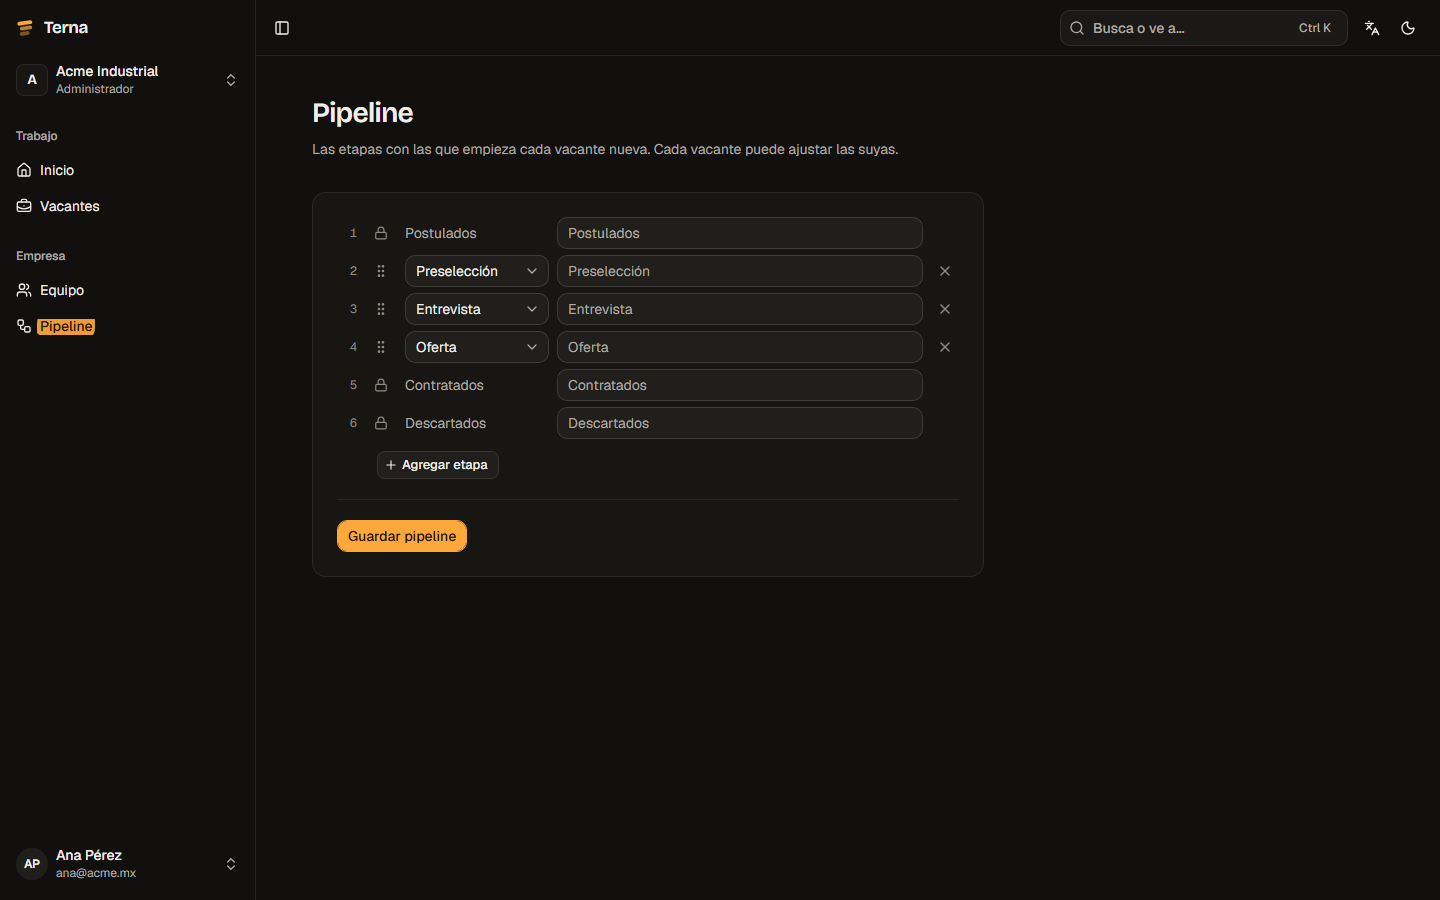 Terna
A
Acme Industrial
Administrador
Trabajo
Inicio
Vacantes
Empresa
Equipo
Pipeline
AP
Ana Pérez
ana@acme.mx
Busca o ve a...
Ctrl K
Pipeline
Las etapas con las que empieza cada vacante nueva. Cada vacante puede ajustar las suyas.
1 Postulados Postulados
2 Preselección Preselección
3 Entrevista Entrevista
4 Oferta Oferta
5 Contratados Contratados
6 Descartados Descartados
Agregar etapa
Guardar pipeline